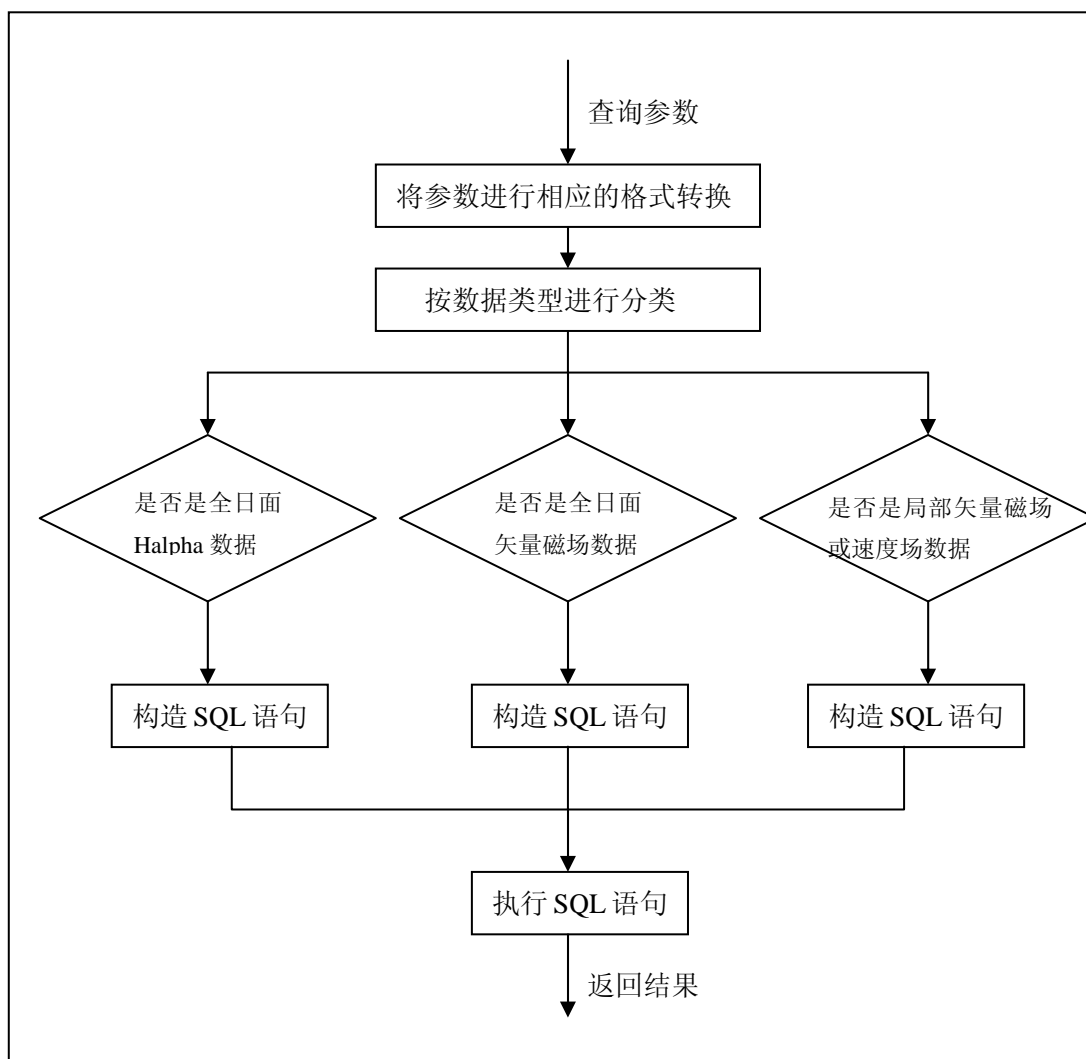 查询参数
将参数进行相应的格式转换
按数据类型进行分类
是否是全日面
Halpha 数据
是否是全日面
矢量磁场数据
是否是局部矢量磁场
或速度场数据
构造 SQL 语句
构造 SQL 语句
构造 SQL 语句
执行 SQL 语句
返回结果